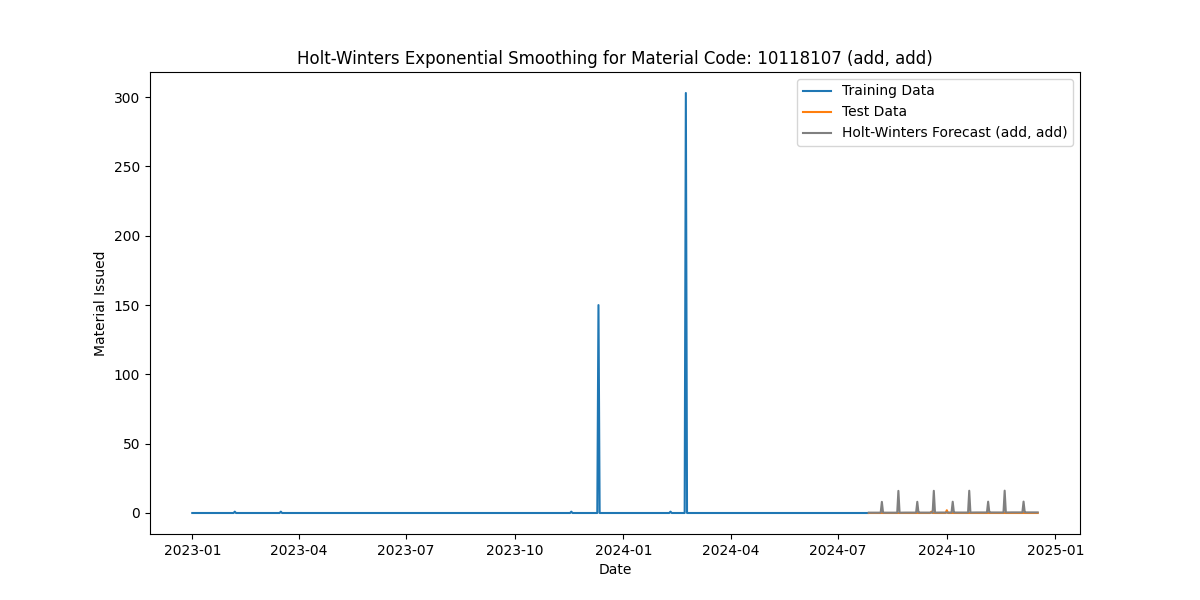 Holt-Winters Exponential Smoothing for Material Code: 10118107 (add, add)
Training Data
Test Data
Holt-Winters Forecast (add, add)
300
250
200
150
100
50
0
Material Issued
2023-01
2023-04
2023-07
2023-10
2024-01
2024-04
2024-07
2024-10
2025-01
Date